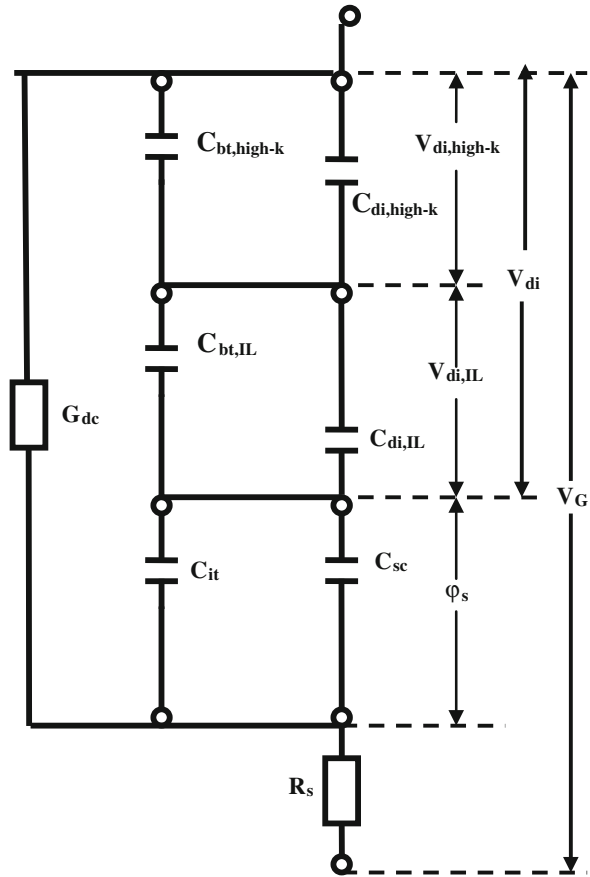 C_bt,high-k
V_di,high-k
C_di,high-k
V_di
C_bt,IL
V_di,IL
G_dc
C_di,IL
V_G
C_it
C_sc
φ_s
R_s